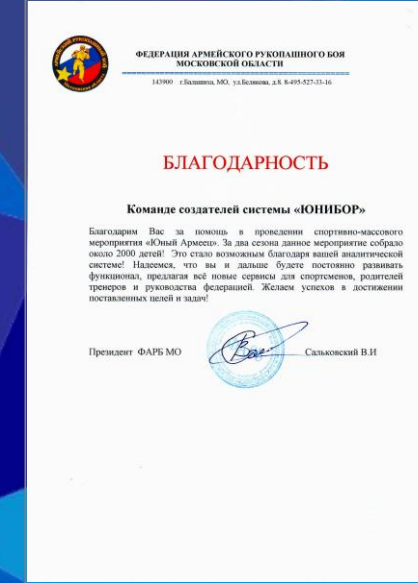 ФЕДЕРАЦИЯ АРМЕЙСКОГО РУКОПАШНОГО БОЯ
МОСКОВСКОЙ ОБЛАСТИ
143900 г.Балашиха, МО, ул.Белякова, д.8. 8-495-527-33-16
БЛАГОДАРНОСТЬ
Команде создателей системы «ЮНИБОР»
Благодарим Вас за помощь в проведении спортивно-массового
мероприятия «Юный Армеец». За два сезона данное мероприятие собрало
около 2000 детей! Это стало возможным благодаря вашей аналитической
системе! Надеемся, что вы и дальше будете постоянно развивать
функционал, предлагая всё новые сервисы для спортсменов, родителей
тренеров и руководства федерацией. Желаем успехов в достижении
поставленных целей и задач!
Президент ФАРБ МО Сальковский В.И